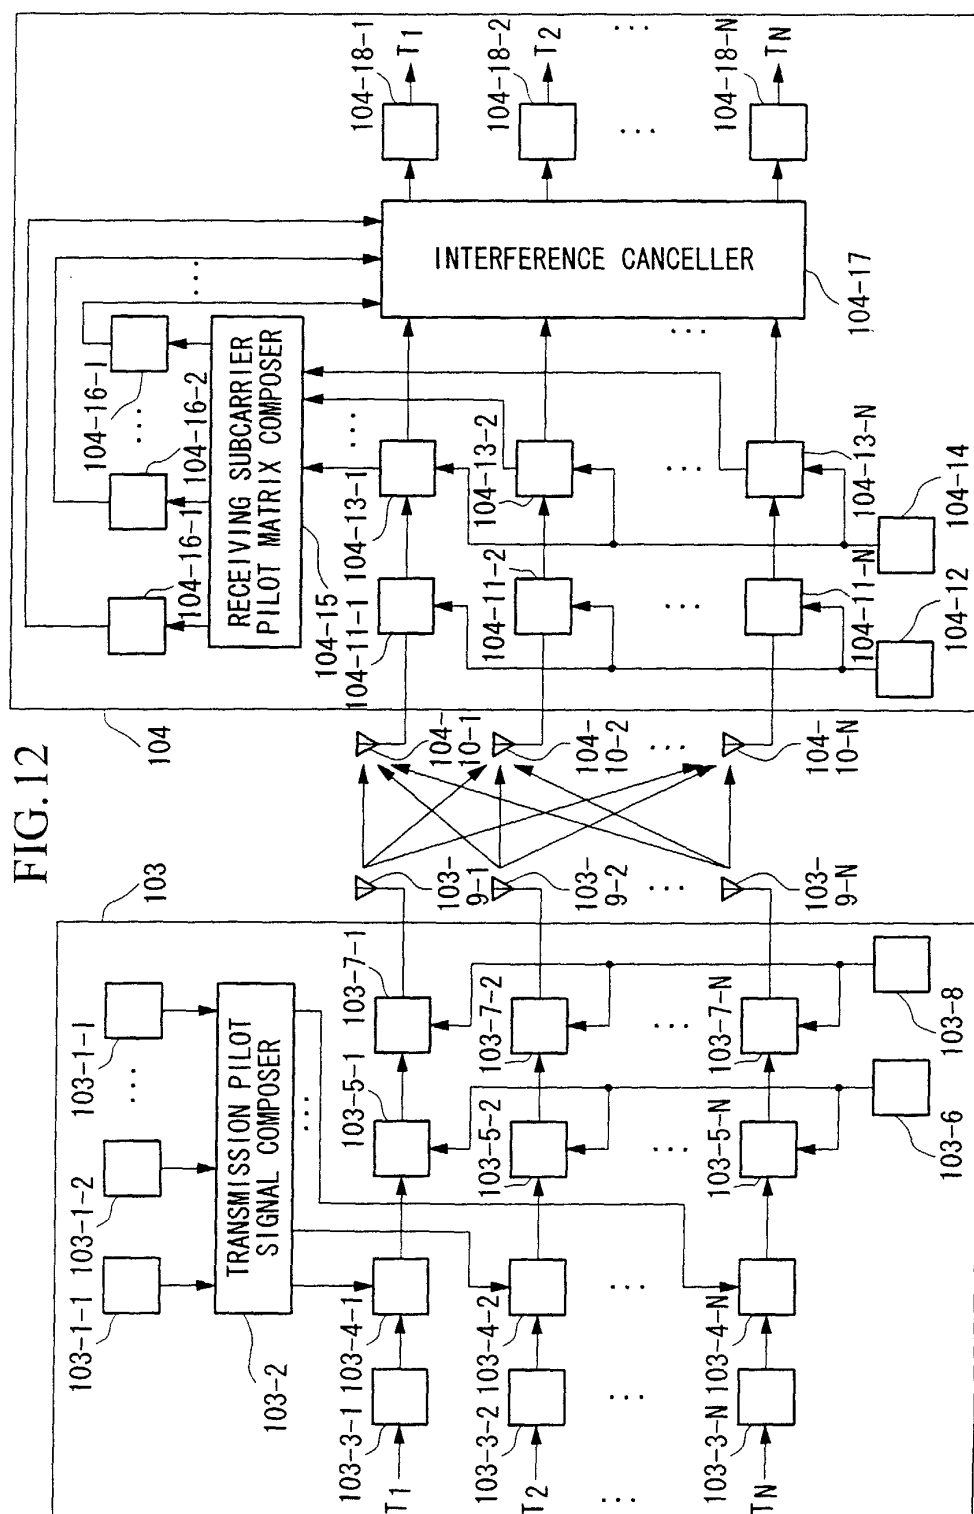 FIG. 12
103
103-1-1
103-1-2
...
103-1-1
TRANSMISSION PILOT
SIGNAL COMPOSER
103-2
...
T1
103-3-1
103-4-1
103-5-1
103-7-1
103-9-1
T2
103-3-2
103-4-2
103-5-2
103-7-2
103-9-2
...
...
...
...
...
TN
103-3-N
103-4-N
103-5-N
103-7-N
103-9-N
103-6
103-8
104
104-16-1
104-16-2
...
104-16-1
RECEIVING SUBCARRIER
PILOT MATRIX COMPOSER
104-15
...
...
104-10-1
104-11-1
104-13-1
104-18-1
T1
104-10-2
104-11-2
104-13-2
INTERFERENCE CANCELLER
104-18-2
T2
...
...
...
...
...
...
104-10-N
104-11-N
104-13-N
104-17
104-18-N
TN
104-12
104-14